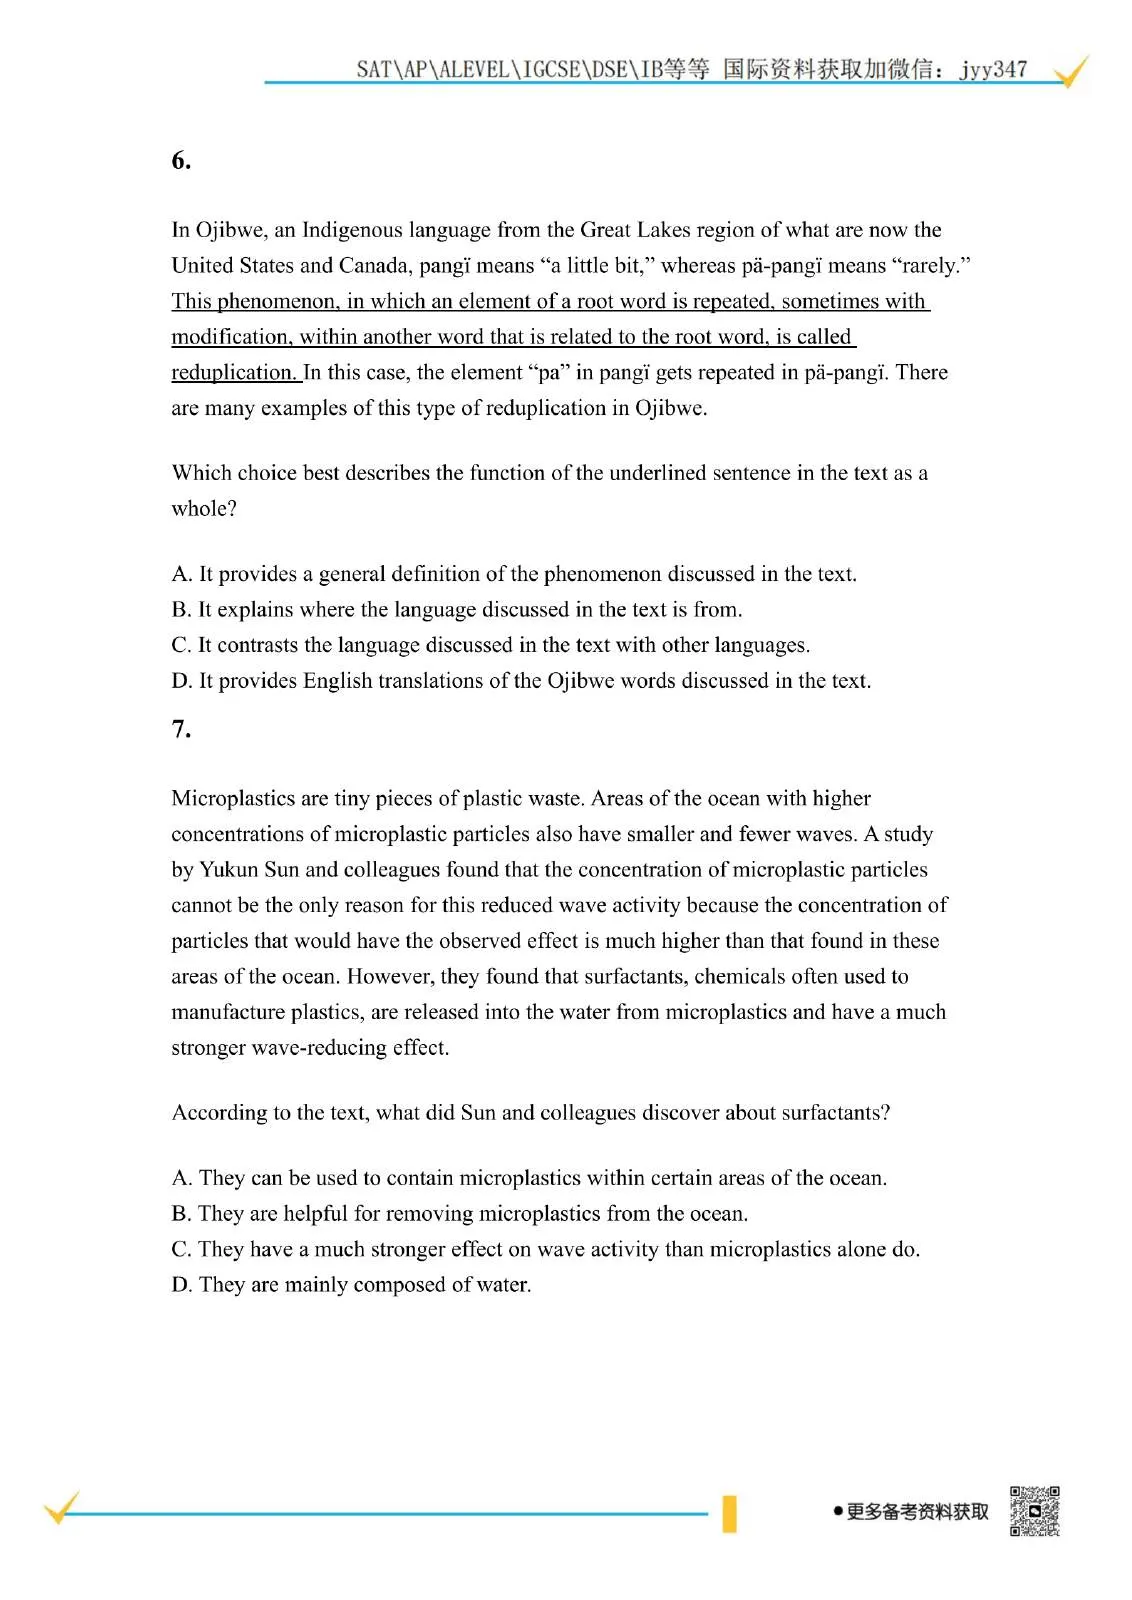 SAT\AP\ALEVEL\IGCSE\DSE\IB等等 国际资料获取加微信：jyy347
6.
In Ojibwe, an Indigenous language from the Great Lakes region of what are now the
United States and Canada, pangï means “a little bit,” whereas pä-pangï means “rarely.”
This phenomenon, in which an element of a root word is repeated, sometimes with
modification, within another word that is related to the root word, is called
reduplication. In this case, the element “pa” in pangï gets repeated in pä-pangï. There
are many examples of this type of reduplication in Ojibwe.
Which choice best describes the function of the underlined sentence in the text as a
whole?
A. It provides a general definition of the phenomenon discussed in the text.
B. It explains where the language discussed in the text is from.
C. It contrasts the language discussed in the text with other languages.
D. It provides English translations of the Ojibwe words discussed in the text.
7.
Microplastics are tiny pieces of plastic waste. Areas of the ocean with higher
concentrations of microplastic particles also have smaller and fewer waves. A study
by Yukun Sun and colleagues found that the concentration of microplastic particles
cannot be the only reason for this reduced wave activity because the concentration of
particles that would have the observed effect is much higher than that found in these
areas of the ocean. However, they found that surfactants, chemicals often used to
manufacture plastics, are released into the water from microplastics and have a much
stronger wave-reducing effect.
According to the text, what did Sun and colleagues discover about surfactants?
A. They can be used to contain microplastics within certain areas of the ocean.
B. They are helpful for removing microplastics from the ocean.
C. They have a much stronger effect on wave activity than microplastics alone do.
D. They are mainly composed of water.
●更多备考资料获取